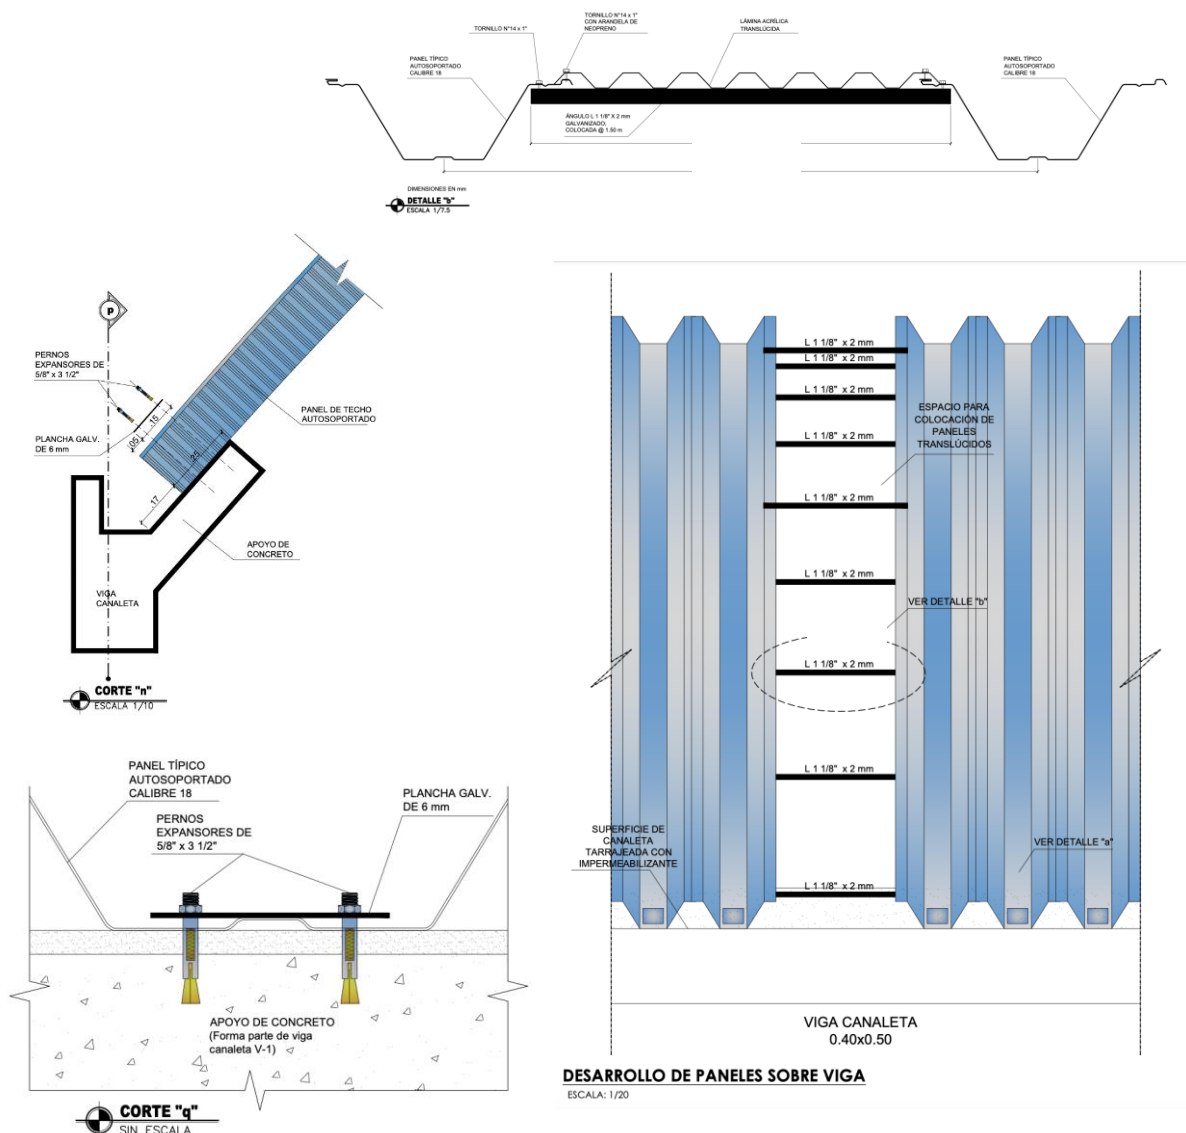 TORNILLO N°14 x 1"
TORNILLO N°14 x 1"
CON ARANDELA DE
NEOPRENO
LÁMINA ACRÍLICA
TRANSLÚCIDA
PANEL TÍPICO
AUTOSOPORTADO
CALIBRE 18
PANEL TÍPICO
AUTOSOPORTADO
CALIBRE 18
ÁNGULO L 1 1/8" X 2 mm
GALVANIZADO;
COLOCADA @ 1.50 m
DIMENSIONES EN mm
DETALLE "b"
ESCALA 1/7.5
p
PERNOS
EXPANSORES DE
5/8" x 3 1/2"
PLANCHA GALV.
DE 6 mm
.15
.05
.25
.17
PANEL DE TECHO
AUTOSOPORTADO
APOYO DE
CONCRETO
VIGA
CANALETA
CORTE "n"
ESCALA 1/10
L 1 1/8" x 2 mm
L 1 1/8" x 2 mm
L 1 1/8" x 2 mm
L 1 1/8" x 2 mm
L 1 1/8" x 2 mm
L 1 1/8" x 2 mm
L 1 1/8" x 2 mm
L 1 1/8" x 2 mm
L 1 1/8" x 2 mm
ESPACIO PARA
COLOCACIÓN DE
PANELES
TRANSLÚCIDOS
VER DETALLE "b"
VER DETALLE "a"
SUPERFICIE DE
CANALETA
TARRAJEADA CON
IMPERMEABILIZANTE
VIGA CANALETA
0.40x0.50
DESARROLLO DE PANELES SOBRE VIGA
ESCALA: 1/20
PANEL TÍPICO
AUTOSOPORTADO
CALIBRE 18
PERNOS
EXPANSORES DE
5/8" x 3 1/2"
PLANCHA GALV.
DE 6 mm
APOYO DE CONCRETO
(Forma parte de viga
canaleta V-1)
CORTE "q"
SIN ESCALA